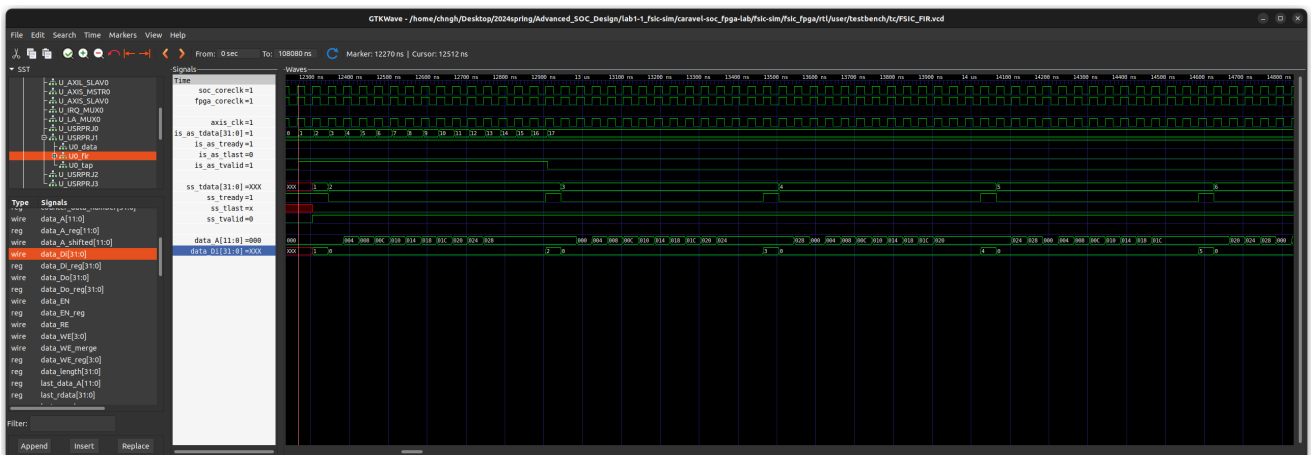 GTKWave - /home/chngh/Desktop/2024spring/Advanced_SOC_Design/lab1-1_fsic-sim/caravel-soc_fpga-lab/fsic-sim/fsic_fpga/rtl/user/testbench/tc/FSIC_FIR.vcd
File Edit Search Time Markers View Help
From: 0 sec To: 108080 ns Marker: 12270 ns | Cursor: 12512 ns
SST
U_AXIL_SLAV0
U_AXIS_MSTR0
U_AXIS_SLAV0
U_IRQ_MUX0
U_LA_MUX0
U_USRPRJ0
U_USRPRJ1
U0_data
U0_fir
U0_tap
U_USRPRJ2
U_USRPRJ3
Type Signals
wire data_A[11:0]
reg data_A_reg[11:0]
wire data_A_shifted[11:0]
wire data_Di[31:0]
reg data_Di_reg[31:0]
wire data_Do[31:0]
reg data_Do_reg[31:0]
wire data_EN
reg data_EN_reg
wire data_RE
wire data_WE[3:0]
wire data_WE_merge
reg data_WE_reg[3:0]
reg data_length[31:0]
reg last_data_A[11:0]
reg last_rdata[31:0]
Filter:
Append Insert Replace
Signals
Time
soc_coreclk =1
fpga_coreclk =1
axis_clk =1
is_as_tdata[31:0] =1
is_as_tready =1
is_as_tlast =0
is_as_tvalid =1
ss_tdata[31:0] =XXX
ss_tready =1
ss_tlast =x
ss_tvalid =0
data_A[11:0] =000
data_Di[31:0] =XXX
Waves
12300 ns 12400 ns 12500 ns 12600 ns 12700 ns 12800 ns 12900 ns 13 us 13100 ns 13200 ns 13300 ns 13400 ns 13500 ns 13600 ns 13700 ns 13800 ns 13900 ns 14 us 14100 ns 14200 ns 14300 ns 14400 ns 14500 ns 14600 ns 14700 ns 14800 ns
0 1 2 3 4 5 6 7 8 9 10 11 12 13 14 15 16 17
XXX 1 2 3 4 5 6
000 004 008 00C 010 014 018 01C 020 024 028 000 004 008 00C 010 014 018 01C 020 024 028 000 004 008 00C 010 014 018 01C 020 024 028 000 004 008 00C 010 014 018 01C 020 024 028 000
XXX 1 0 2 0 3 0 4 0 5 0